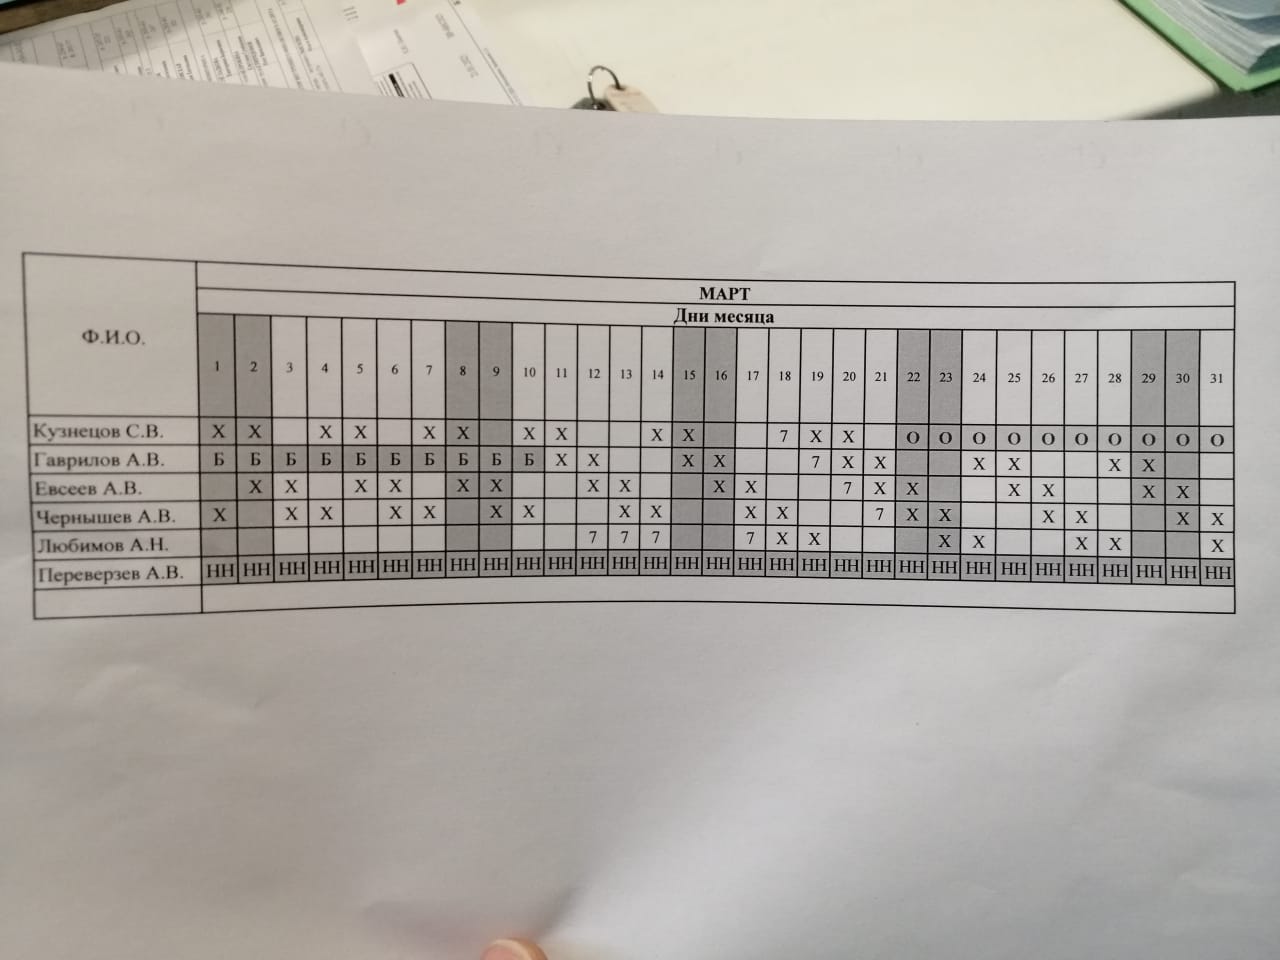 Ф.И.О.
МАРТ
Дни месяца
1 2 3 4 5 6 7 8 9 10 11 12 13 14 15 16 17 18 19 20 21 22 23 24 25 26 27 28 29 30 31
Кузнецов С.В. X X X X X X X X X X 7 X X О О О О О О О О О О
Гаврилов А.В. Б Б Б Б Б Б Б Б Б Б X X X X 7 X X X X X X
Евсеев А.В. X X X X X X X X X X 7 X X X X X X
Чернышев А.В. X X X X X X X X X X X 7 X X X X X X
Любимов А.Н. 7 7 7 7 X X X X X X X
Переверзев А.В. НН НН НН НН НН НН НН НН НН НН НН НН НН НН НН НН НН НН НН НН НН НН НН НН НН НН НН НН НН НН НН